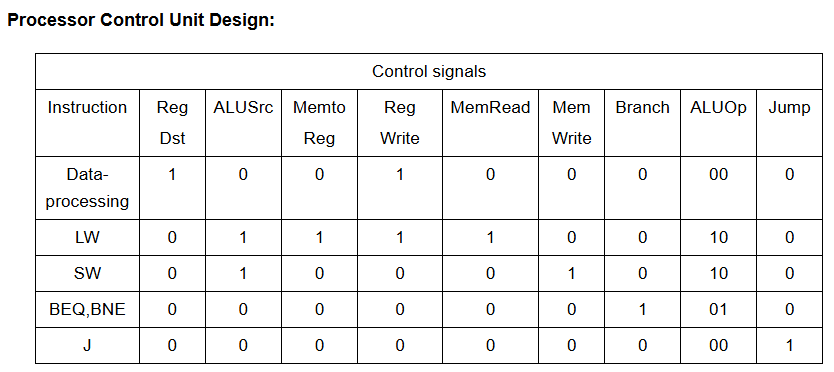 Processor Control Unit Design:
Control signals
Instruction Reg Dst ALUSrc Memto Reg Reg Write MemRead Mem Write Branch ALUOp Jump
Data-processing 1 0 0 1 0 0 0 00 0
LW 0 1 1 1 1 0 0 10 0
SW 0 1 0 0 0 1 0 10 0
BEQ,BNE 0 0 0 0 0 0 1 01 0
J 0 0 0 0 0 0 0 00 1